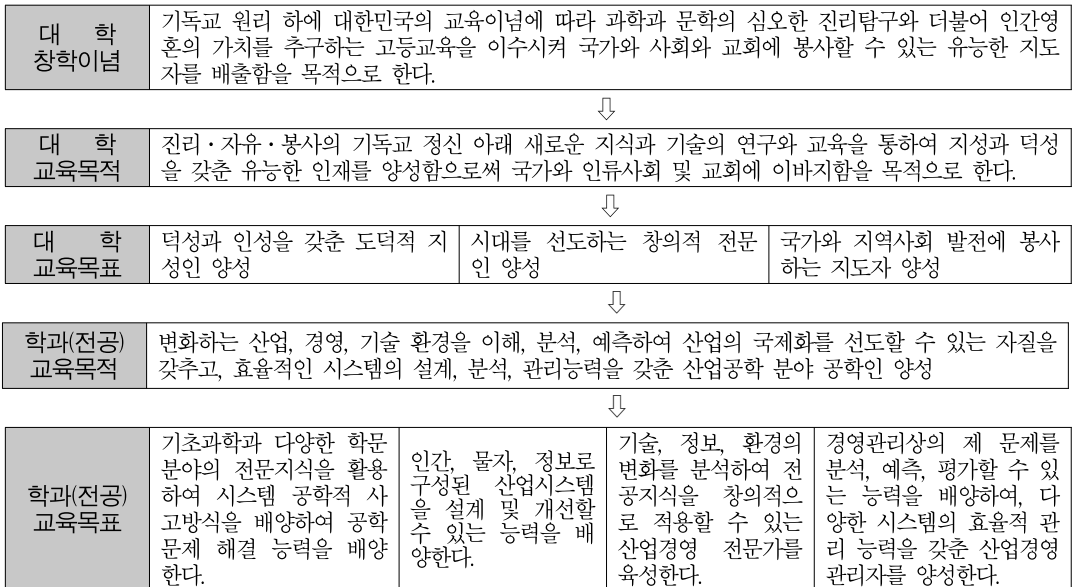 대 학
창학이념
기독교 원리 하에 대한민국의 교육이념에 따라 과학과 문학의 심오한 진리탐구와 더불어 인간영
혼의 가치를 추구하는 고등교육을 이수시켜 국가와 사회와 교회에 봉사할 수 있는 유능한 지도
자를 배출함을 목적으로 한다.
⇩
대 학
교육목적
진리·자유·봉사의 기독교 정신 아래 새로운 지식과 기술의 연구와 교육을 통하여 지성과 덕성
을 갖춘 유능한 인재를 양성함으로써 국가와 인류사회 및 교회에 이바지함을 목적으로 한다.
⇩
대 학
교육목표
덕성과 인성을 갖춘 도덕적 지
성인 양성
시대를 선도하는 창의적 전문
인 양성
국가와 지역사회 발전에 봉사
하는 지도자 양성
⇩
학과(전공)
교육목적
변화하는 산업, 경영, 기술 환경을 이해, 분석, 예측하여 산업의 국제화를 선도할 수 있는 자질을
갖추고, 효율적인 시스템의 설계, 분석, 관리능력을 갖춘 산업공학 분야 공학인 양성
⇩
학과(전공)
교육목표
기초과학과 다양한 학문
분야의 전문지식을 활용
하여 시스템 공학적 사
고방식을 배양하여 공학
문제 해결 능력을 배양
한다.
인간, 물자, 정보로
구성된 산업시스템
을 설계 및 개선할
수 있는 능력을 배
양한다.
기술, 정보, 환경의
변화를 분석하여 전
공지식을 창의적으
로 적용할 수 있는
산업경영 전문가를
육성한다.
경영관리상의 제 문제를
분석, 예측, 평가할 수 있
는 능력을 배양하여, 다
양한 시스템의 효율적 관
리 능력을 갖춘 산업경영
관리자를 양성한다.